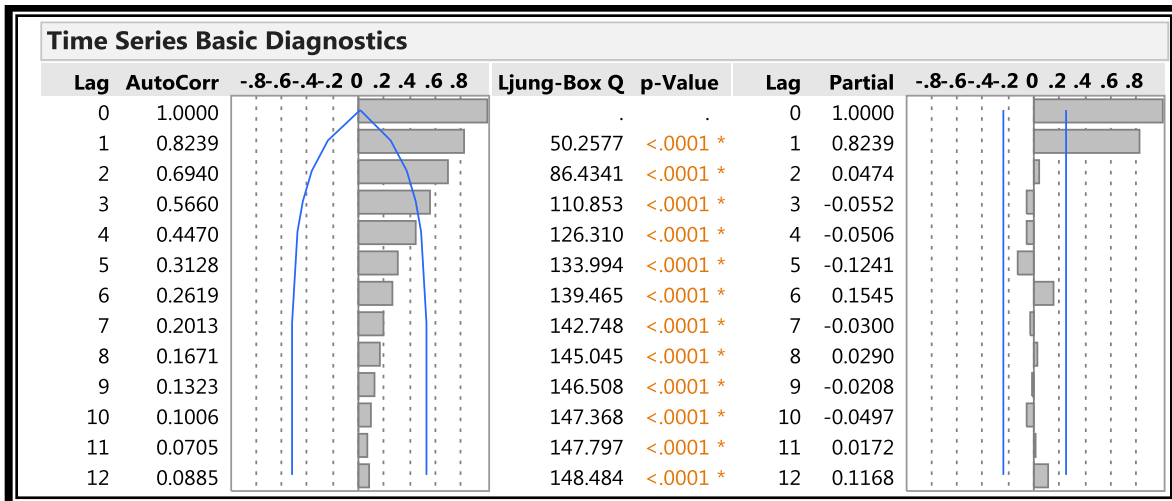 Time Series Basic Diagnostics
Lag AutoCorr -.8-.6-.4-.2 0 .2 .4 .6 .8 Ljung-Box Q p-Value Lag Partial -.8-.6-.4-.2 0 .2 .4 .6 .8
0 1.0000 . . 0 1.0000
1 0.8239 50.2577 <.0001 * 1 0.8239
2 0.6940 86.4341 <.0001 * 2 0.0474
3 0.5660 110.853 <.0001 * 3 -0.0552
4 0.4470 126.310 <.0001 * 4 -0.0506
5 0.3128 133.994 <.0001 * 5 -0.1241
6 0.2619 139.465 <.0001 * 6 0.1545
7 0.2013 142.748 <.0001 * 7 -0.0300
8 0.1671 145.045 <.0001 * 8 0.0290
9 0.1323 146.508 <.0001 * 9 -0.0208
10 0.1006 147.368 <.0001 * 10 -0.0497
11 0.0705 147.797 <.0001 * 11 0.0172
12 0.0885 148.484 <.0001 * 12 0.1168